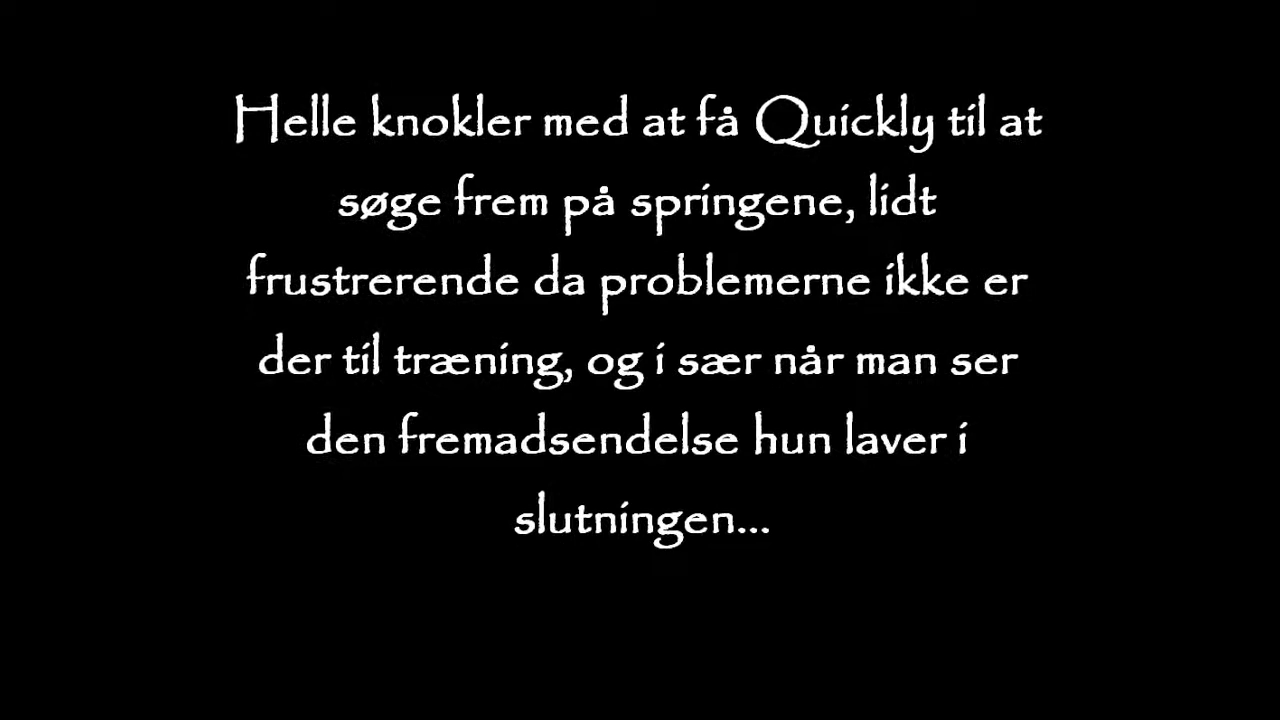 Helle knokler med at få Quickly til at
søge frem på springene, lidt
frustrerende da problemerne ikke er
der til træning, og i sær når man ser
den fremadsendelse hun laver i
slutningen...